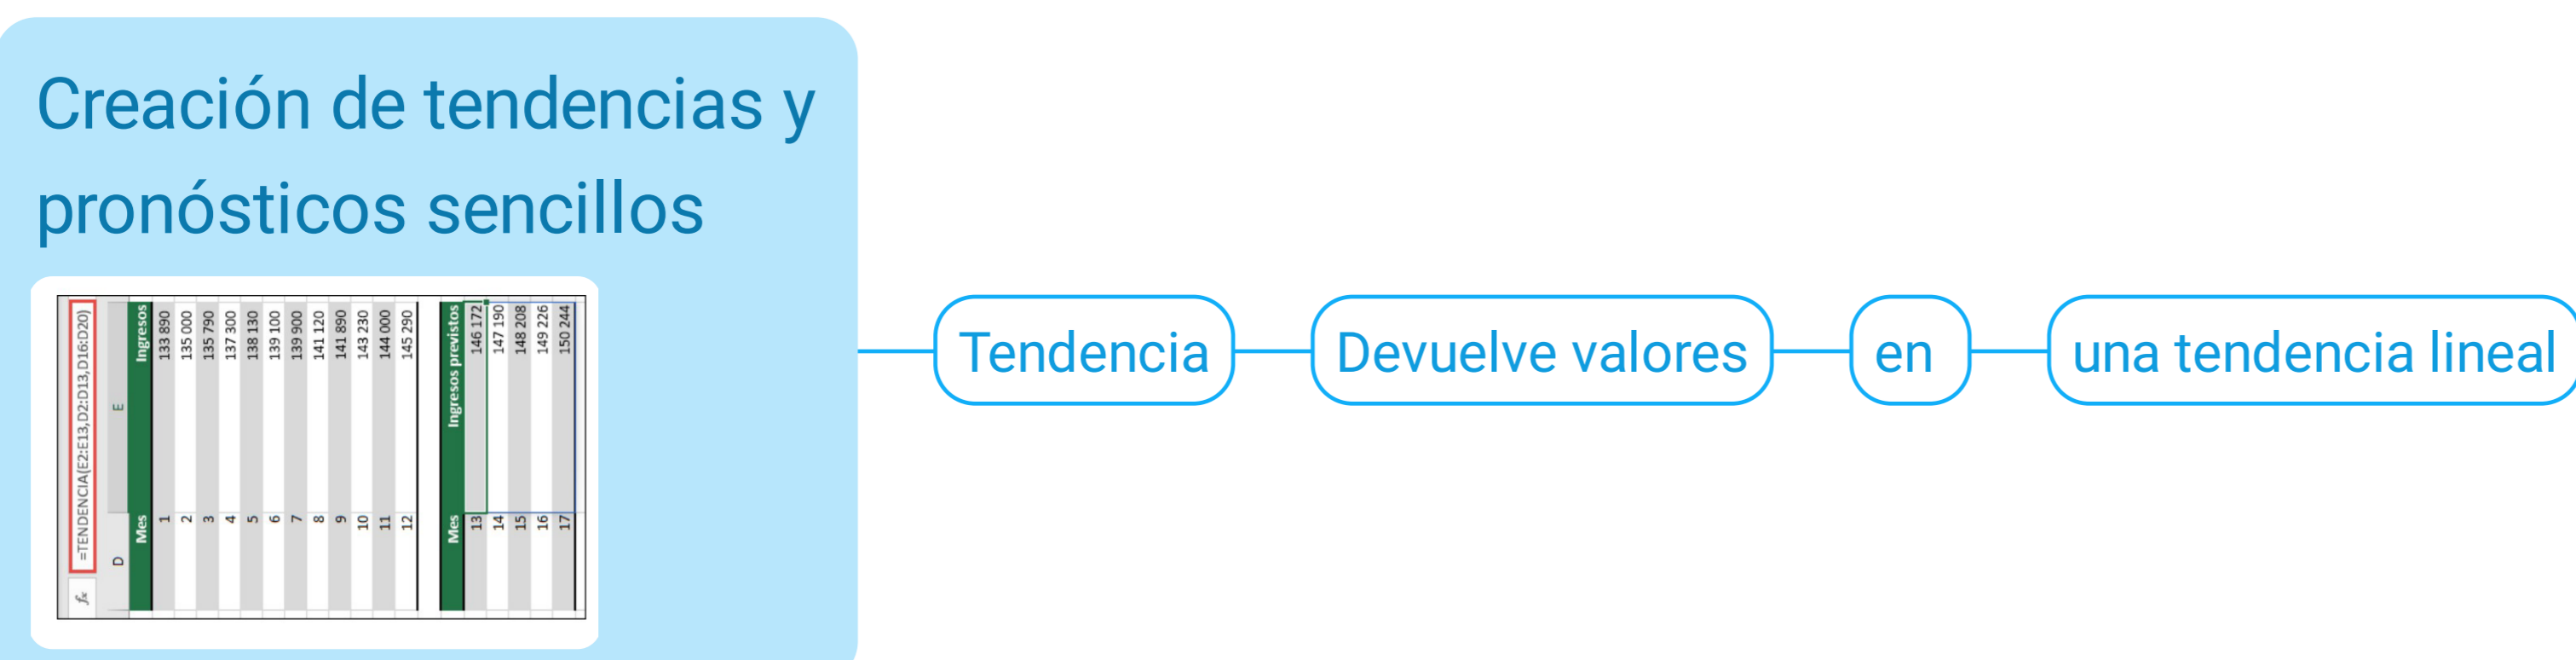 Creación de tendencias y
pronósticos sencillos
fx =TENDENCIA(E2:E13,D2:D13,D16:D20)
D E
Mes Ingresos
1 133 890
2 135 000
3 135 790
4 137 300
5 138 130
6 139 100
7 139 900
8 141 120
9 141 890
10 143 230
11 144 000
12 145 290
Mes Ingresos previstos
13 146 172
14 147 190
15 148 208
16 149 226
17 150 244
Tendencia
Devuelve valores
en
una tendencia lineal